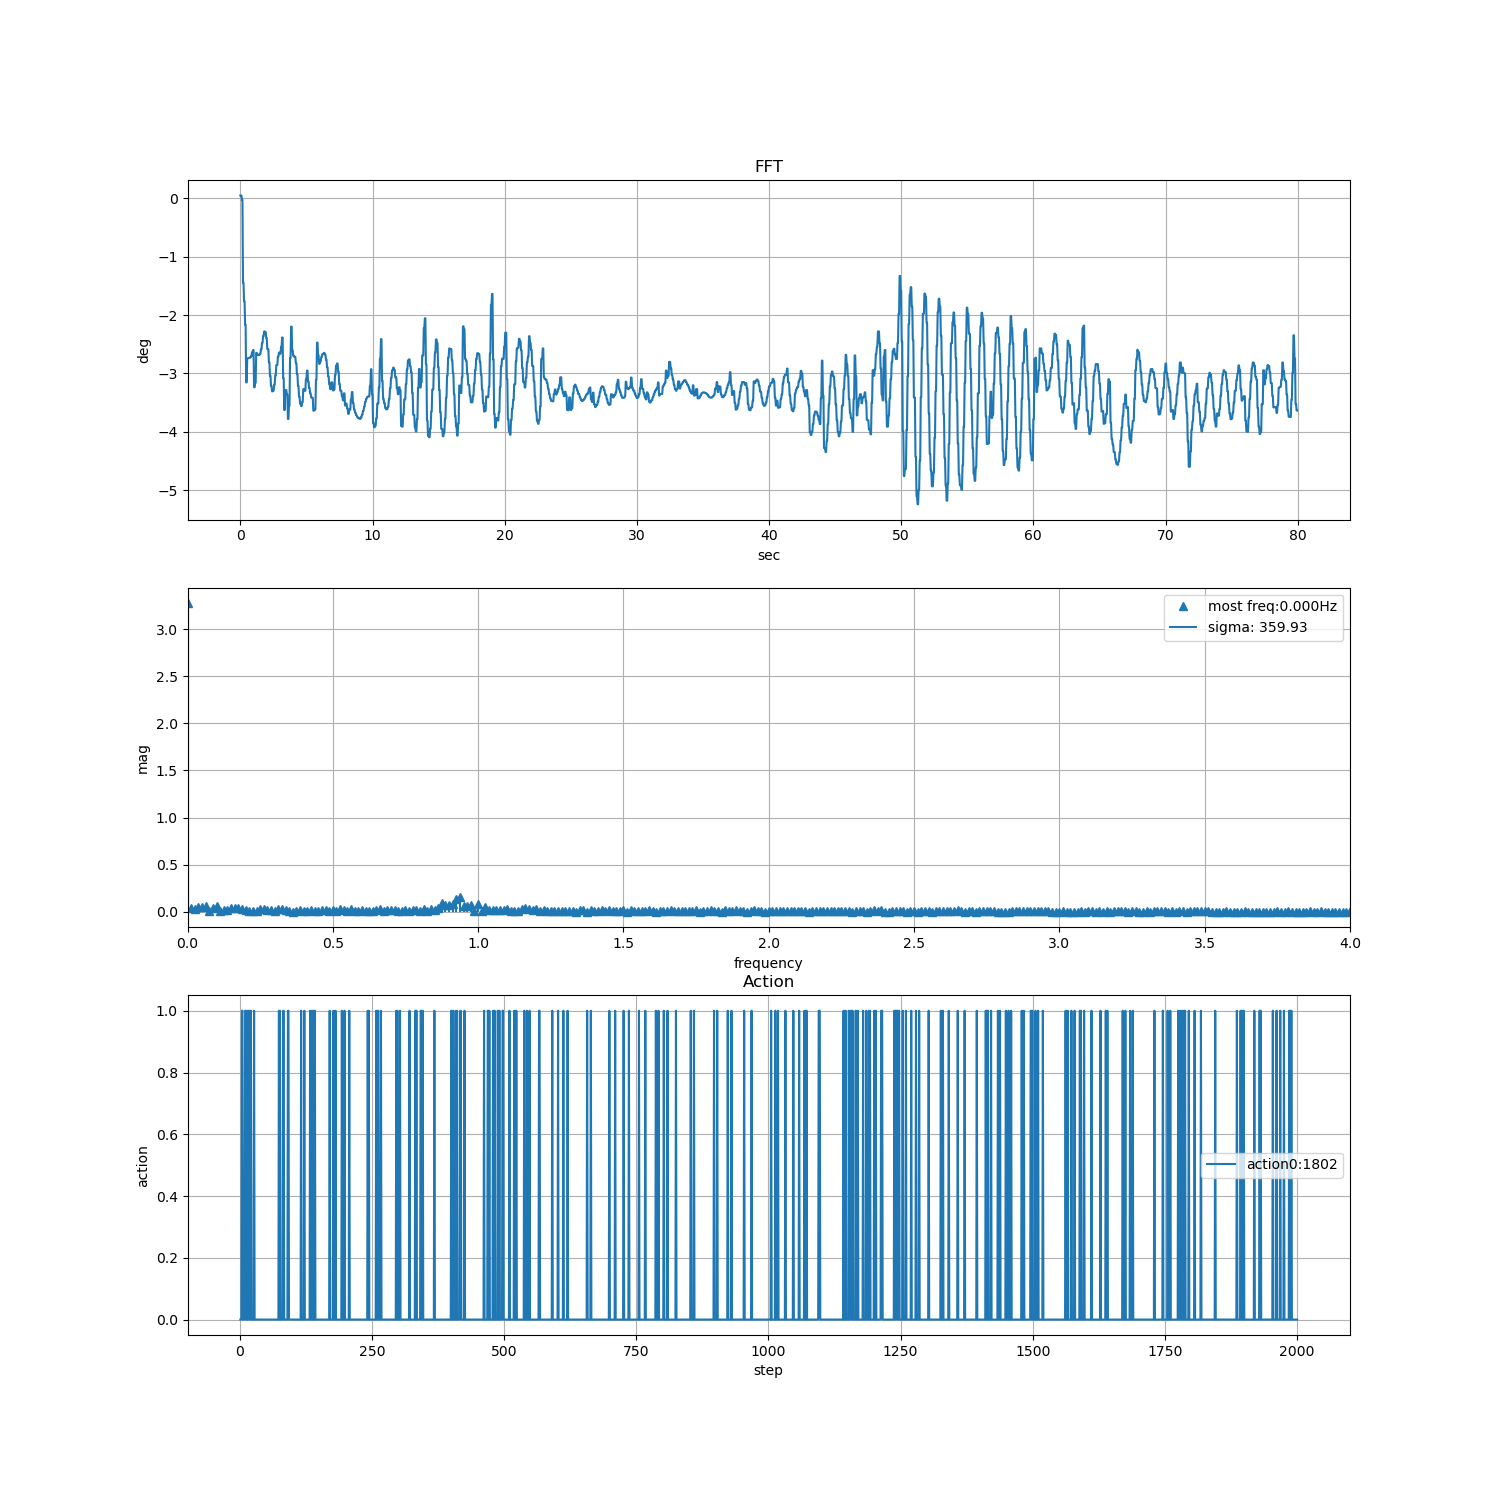 FFT
0
−1
−2
−3
−4
−5
deg
0 10 20 30 40 50 60 70 80
sec
most freq:0.000Hz
sigma: 359.93
3.0
2.5
2.0
1.5
1.0
0.5
0.0
mag
0.0 0.5 1.0 1.5 2.0 2.5 3.0 3.5 4.0
frequency
Action
1.0
0.8
0.6
0.4
0.2
0.0
action
action0:1802
0 250 500 750 1000 1250 1500 1750 2000
step